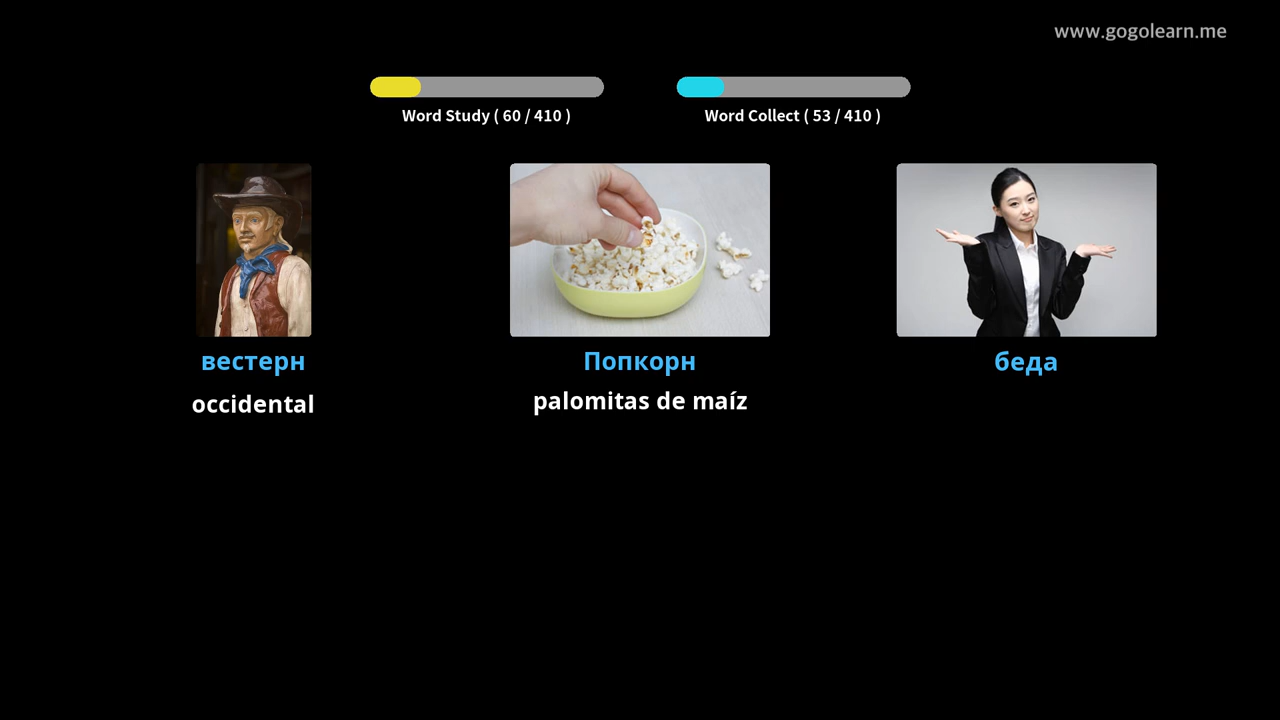 www.gogolearn.me
Word Study ( 60 / 410 )
Word Collect ( 53 / 410 )
вестерн
occidental
Попкорн
palomitas de maíz
беда